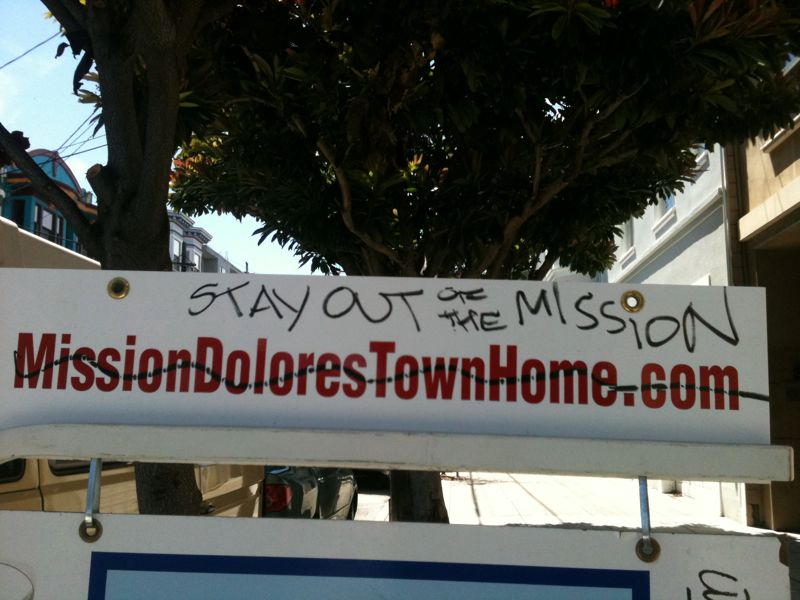 STAY OUT OF THE MISSION
MissionDoloresTownHome.com